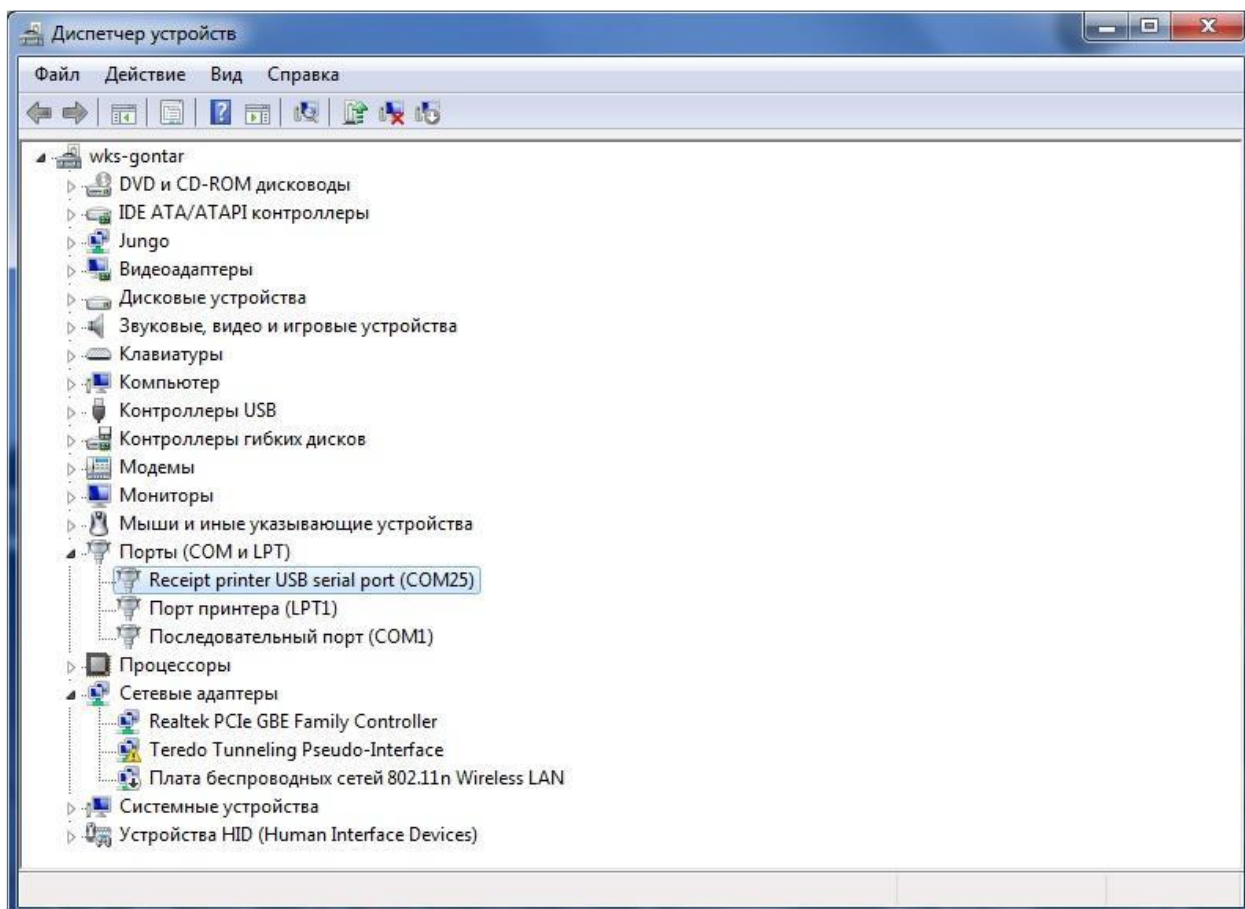 Диспетчер устройств
Файл Действие Вид Справка
wks-gontar
DVD и CD-ROM дисководы
IDE ATA/ATAPI контроллеры
Jungo
Видеоадаптеры
Дисковые устройства
Звуковые, видео и игровые устройства
Клавиатуры
Компьютер
Контроллеры USB
Контроллеры гибких дисков
Модемы
Мониторы
Мыши и иные указывающие устройства
Порты (COM и LPT)
Receipt printer USB serial port (COM25)
Порт принтера (LPT1)
Последовательный порт (COM1)
Процессоры
Сетевые адаптеры
Realtek PCIe GBE Family Controller
Teredo Tunneling Pseudo-Interface
Плата беспроводных сетей 802.11n Wireless LAN
Системные устройства
Устройства HID (Human Interface Devices)